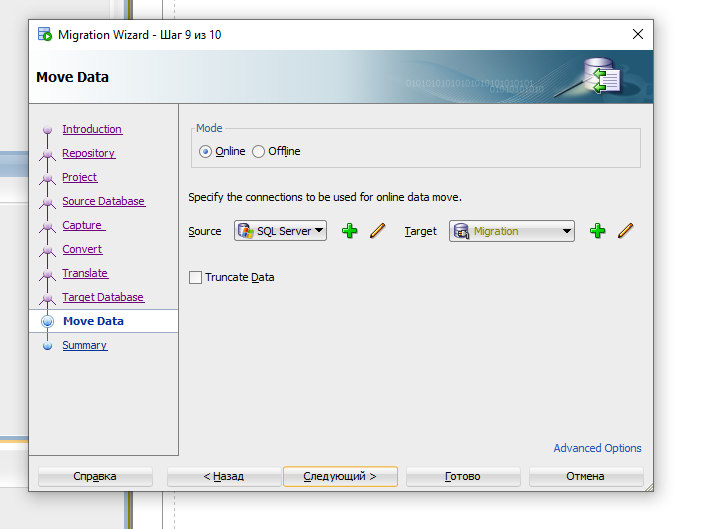 Migration Wizard - Шаг 9 из 10
Move Data
01010101010101010101010101
01010101010
Introduction
Repository
Project
Source Database
Capture
Convert
Translate
Target Database
Move Data
Summary
Mode
Online Offline
Specify the connections to be used for online data move.
Source SQL Server Target Migration
Truncate Data
Advanced Options
Справка < Назад Следующий > Готово Отмена